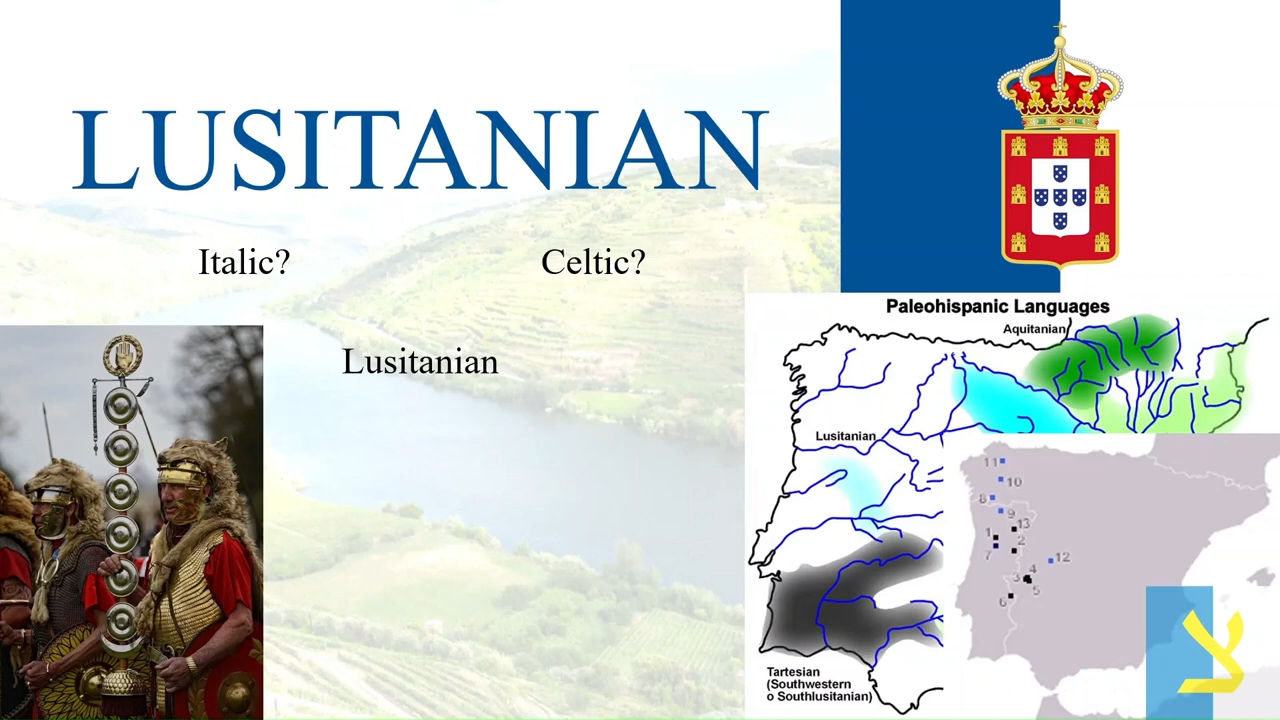 LUSITANIAN
Italic?
Celtic?
Lusitanian
Paleohispanic Languages
Aquitanian
Lusitanian
Tartesian
(Southwestern
o Southlusitanian)
11
10
8
9
13
1
2
7
12
4
3
5
6
צ